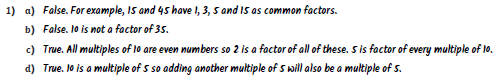 1) a) False. For example, 15 and 45 have 1, 3, 5 and 15 as common factors.
b) False. 10 is not a factor of 35.
c) True. All multiples of 10 are even numbers so 2 is a factor of all of these. 5 is factor of every multiple of 10.
d) True. 10 is a multiple of 5 so adding another multiple of 5 will also be a multiple of 5.